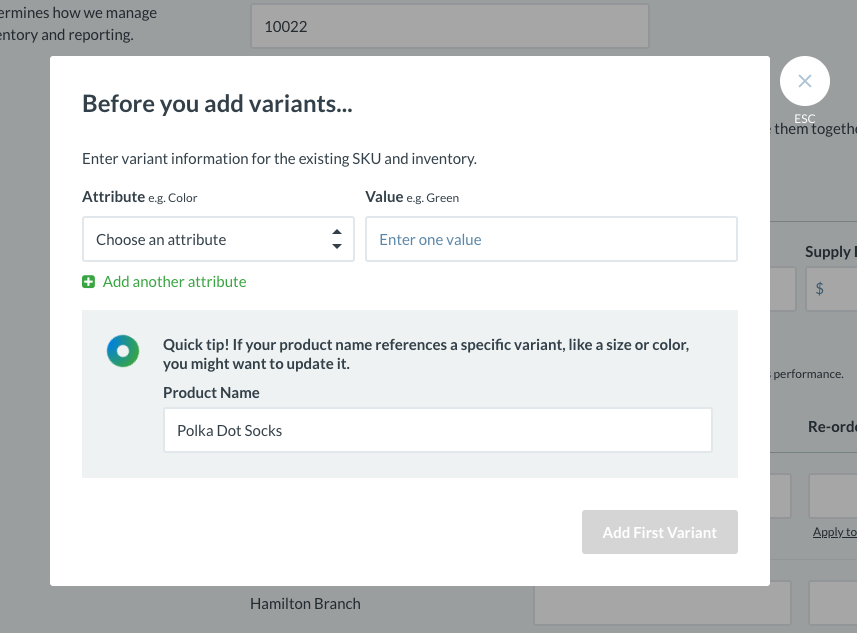 ermines how we manage
entory and reporting.
10022
ESC
them togethe
Before you add variants...
Enter variant information for the existing SKU and inventory.
Attribute e.g. Color
Value e.g. Green
Choose an attribute
Enter one value
Add another attribute
Supply
$
Quick tip! If your product name references a specific variant, like a size or color,
you might want to update it.
performance.
Product Name
Re-orde
Polka Dot Socks
Add First Variant
Apply to
Hamilton Branch